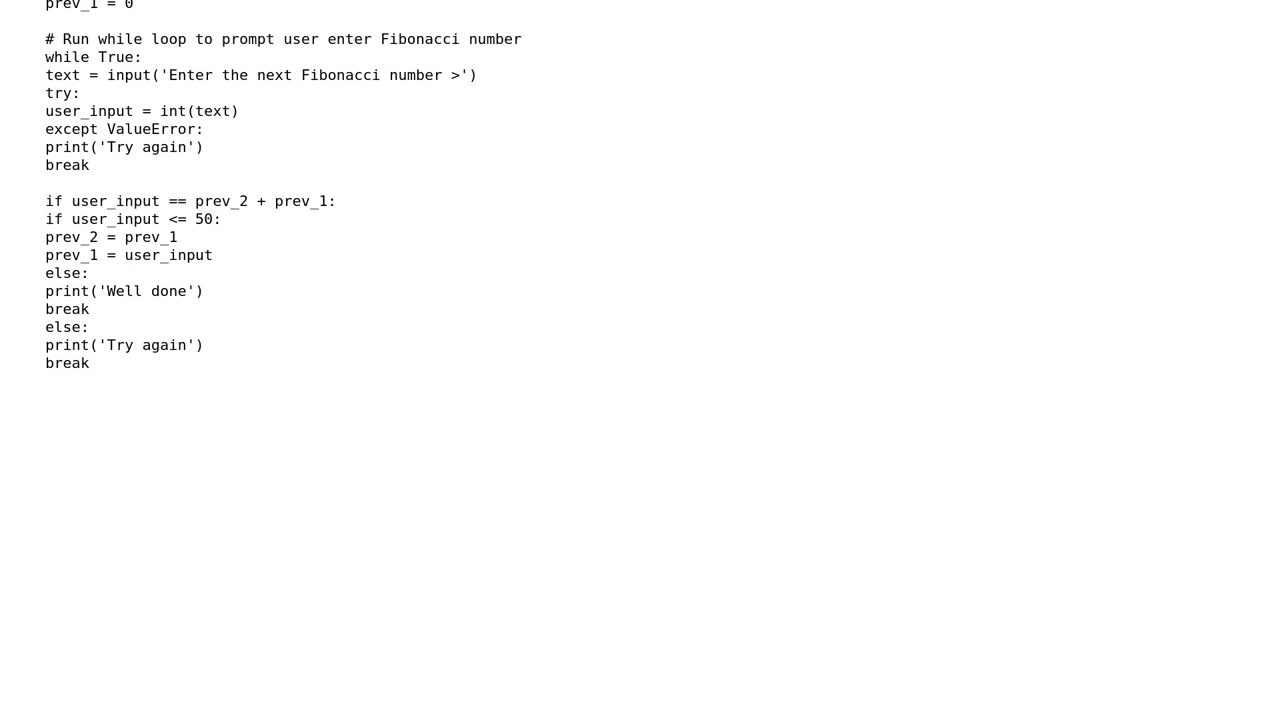 prev_1 = 0
# Run while loop to prompt user enter Fibonacci number
while True:
text = input('Enter the next Fibonacci number >')
try:
user_input = int(text)
except ValueError:
print('Try again')
break
if user_input == prev_2 + prev_1:
if user_input <= 50:
prev_2 = prev_1
prev_1 = user_input
else:
print('Well done')
break
else:
print('Try again')
break